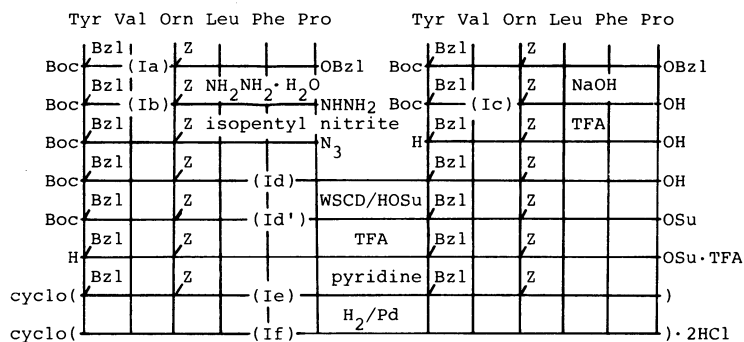 Tyr Val Orn Leu Phe Pro Tyr Val Orn Leu Phe Pro
Bzl Z Bzl Z
Boc (Ia) OBzl Boc OBzl
Bzl Z NH2NH2·H2O Bzl Z NaOH
Boc (Ib) NHNH2 Boc (Ic) OH
Bzl Z isopentyl nitrite Bzl Z TFA
Boc N3 H OH
Bzl Z Bzl Z
Boc (Id) OH
Bzl Z WSCD/HOSu Bzl Z
Boc (Id') OSu
Bzl Z TFA Bzl Z
H OSu·TFA
Bzl Z pyridine Bzl Z
cyclo( (Ie) )
H2/Pd
cyclo( (If) )·2HCl